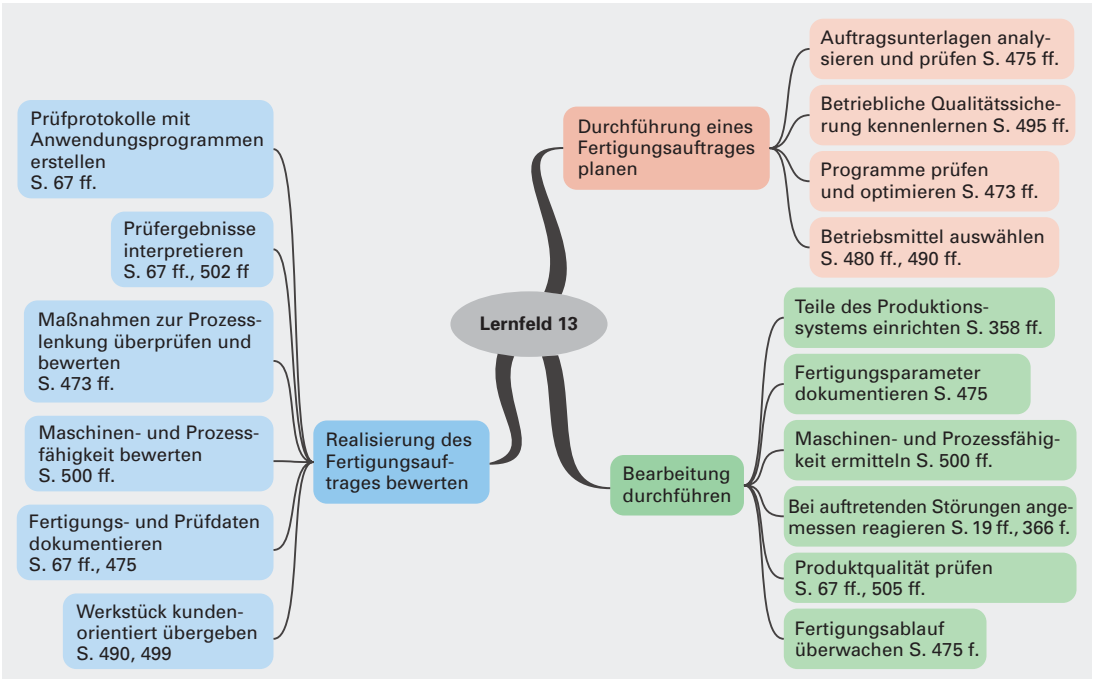 Lernfeld 13
Durchführung eines
Fertigungsauftrages
planen
Auftragsunterlagen analy-
sieren und prüfen S. 475 ff.
Betriebliche Qualitätssiche-
rung kennenlernen S. 495 ff.
Programme prüfen
und optimieren S. 473 ff.
Betriebsmittel auswählen
S. 480 ff., 490 ff.
Bearbeitung
durchführen
Teile des Produktions-
systems einrichten S. 358 ff.
Fertigungsparameter
dokumentieren S. 475
Maschinen- und Prozessfähig-
keit ermitteln S. 500 ff.
Bei auftretenden Störungen ange-
messen reagieren S. 19 ff., 366 f.
Produktqualität prüfen
S. 67 ff., 505 ff.
Fertigungsablauf
überwachen S. 475 f.
Realisierung des
Fertigungsauf-
trages bewerten
Prüfprotokolle mit
Anwendungsprogrammen
erstellen
S. 67 ff.
Prüfergebnisse
interpretieren
S. 67 ff., 502 ff
Maßnahmen zur Prozess-
lenkung überprüfen und
bewerten
S. 473 ff.
Maschinen- und Prozess-
fähigkeit bewerten
S. 500 ff.
Fertigungs- und Prüfdaten
dokumentieren
S. 67 ff., 475
Werkstück kunden-
orientiert übergeben
S. 490, 499